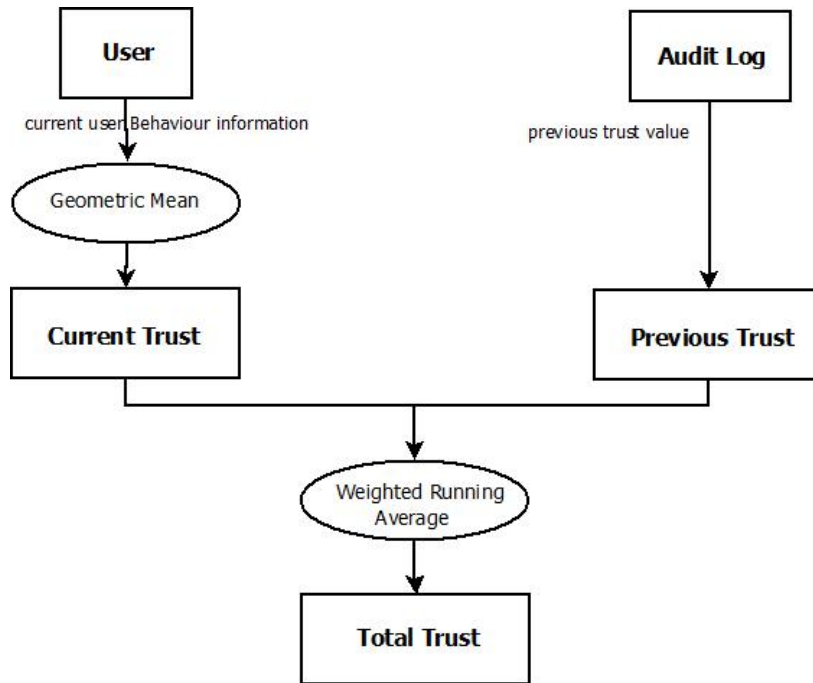 User
Audit Log
current user Behaviour information
previous trust value
Geometric Mean
Current Trust
Previous Trust
Weighted Running
Average
Total Trust